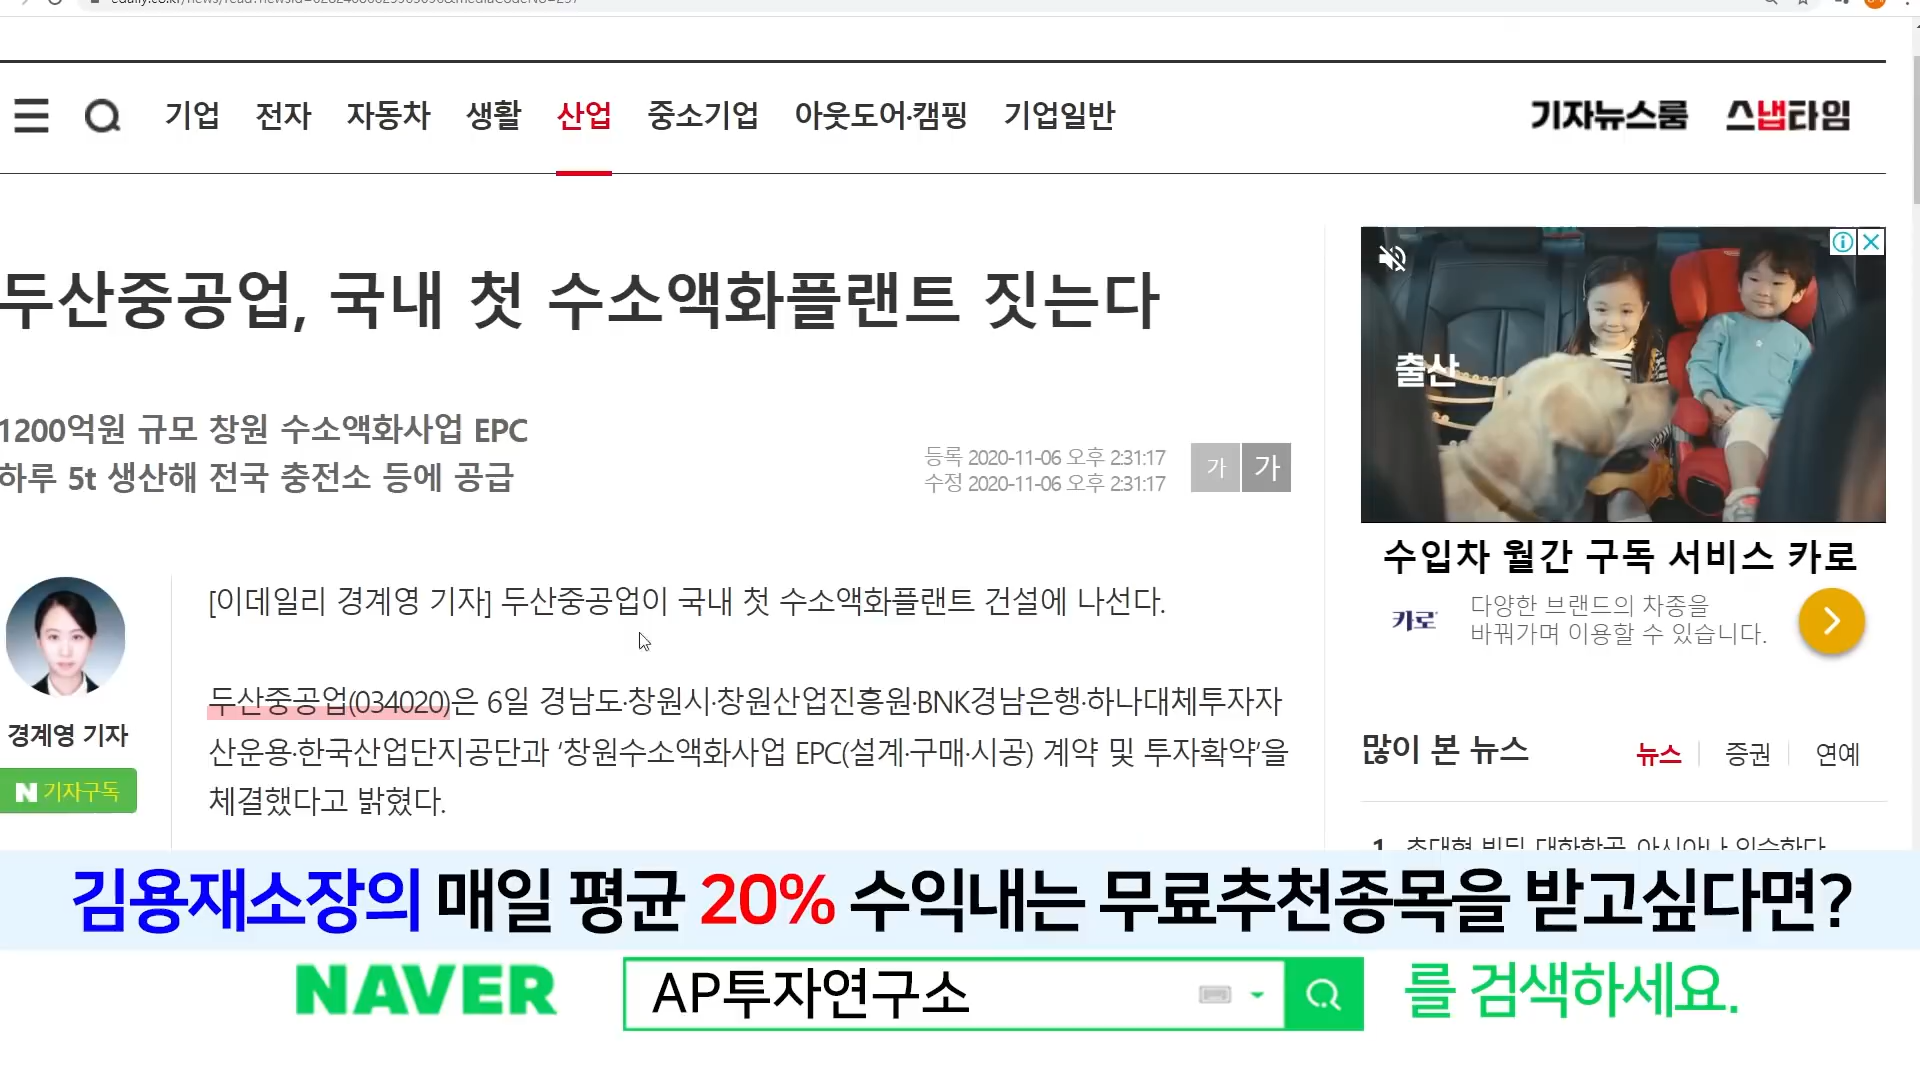 기업 전자 자동차 생활 산업 중소기업 아웃도어·캠핑 기업일반
기자뉴스룸 스냅타임
두산중공업, 국내 첫 수소액화플랜트 짓는다
1200억원 규모 창원 수소액화사업 EPC
하루 5t 생산해 전국 충전소 등에 공급
등록 2020-11-06 오후 2:31:17
수정 2020-11-06 오후 2:31:17
가 가
경계영 기자
N 기자구독
[이데일리 경계영 기자] 두산중공업이 국내 첫 수소액화플랜트 건설에 나선다.
두산중공업(034020)은 6일 경남도·창원시·창원산업진흥원·BNK경남은행·하나대체투자자
산운용·한국산업단지공단과 ‘창원수소액화사업 EPC(설계·구매·시공) 계약 및 투자확약’을
체결했다고 밝혔다.
출산
수입차 월간 구독 서비스 카로
카로
다양한 브랜드의 차종을
바꿔가며 이용할 수 있습니다.
많이 본 뉴스
뉴스 증권 연예
김용재소장의 매일 평균 20% 수익내는 무료추천종목을 받고싶다면?
NAVER AP투자연구소 를 검색하세요.